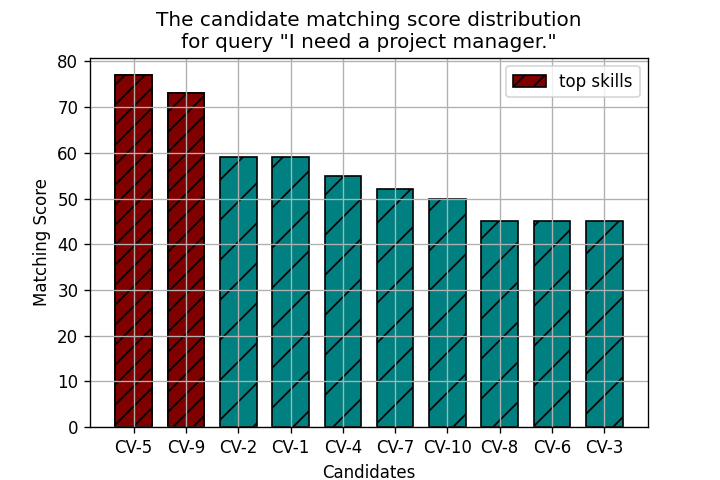 The candidate matching score distribution
for query "I need a project manager."
top skills
Matching Score
80
70
60
50
40
30
20
10
0
CV-5 CV-9 CV-2 CV-1 CV-4 CV-7 CV-10 CV-8 CV-6 CV-3
Candidates